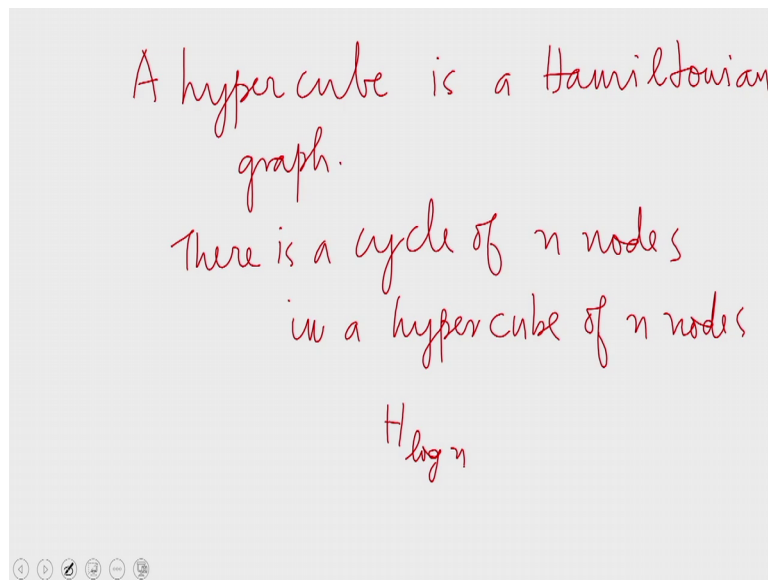 A hypercube is a Hamiltonian
graph.
There is a cycle of n nodes
in a hypercube of n nodes
H log n